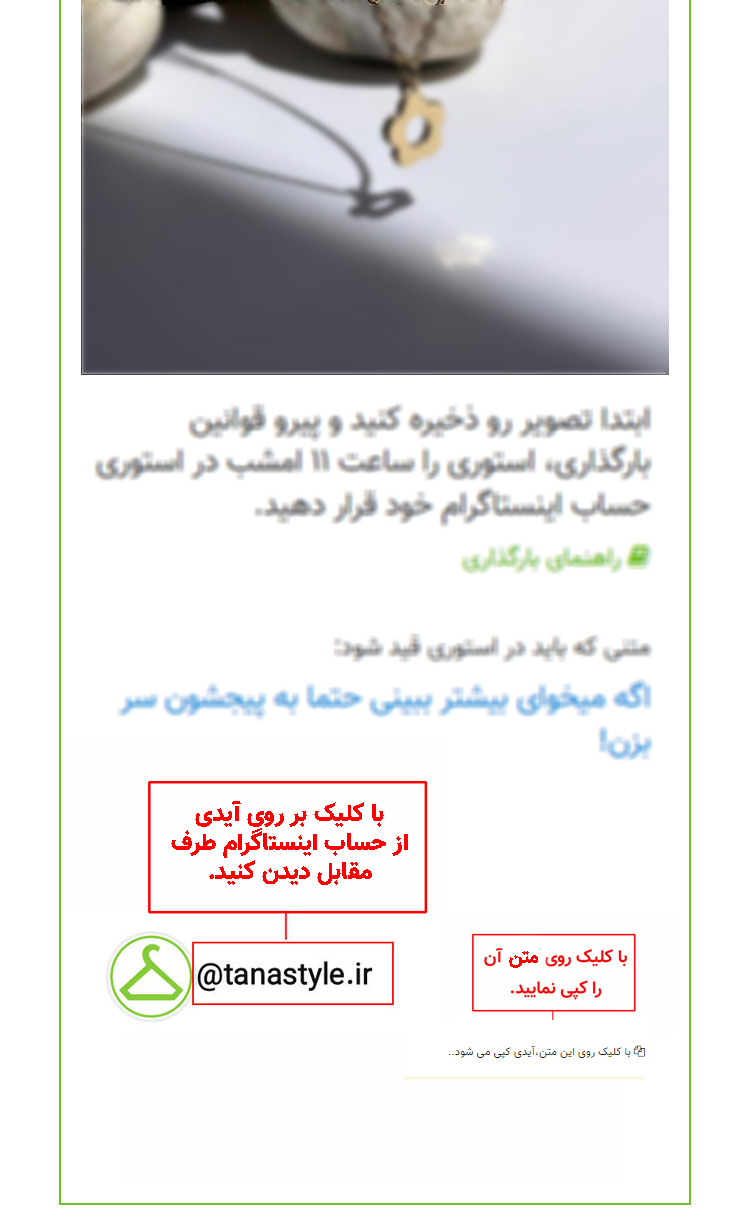 ابتدا تصویر رو ذخیره کنید و پیرو قوانین
بارگذاری، استوری را ساعت ۱۱ امشب در استوری
حساب اینستاگرام خود قرار دهید.
راهنمای بارگذاری
متنی که باید در استوری قید شود:
اگه میخوای بیشتر ببینی حتما به پیجشون سر
بزن!
با کلیک بر روی آیدی
از حساب اینستاگرام طرف
مقابل دیدن کنید.
@tanastyle.ir
با کلیک روی متن آن
را کپی نمایید.
با کلیک روی این متن،آیدی کپی می شود..